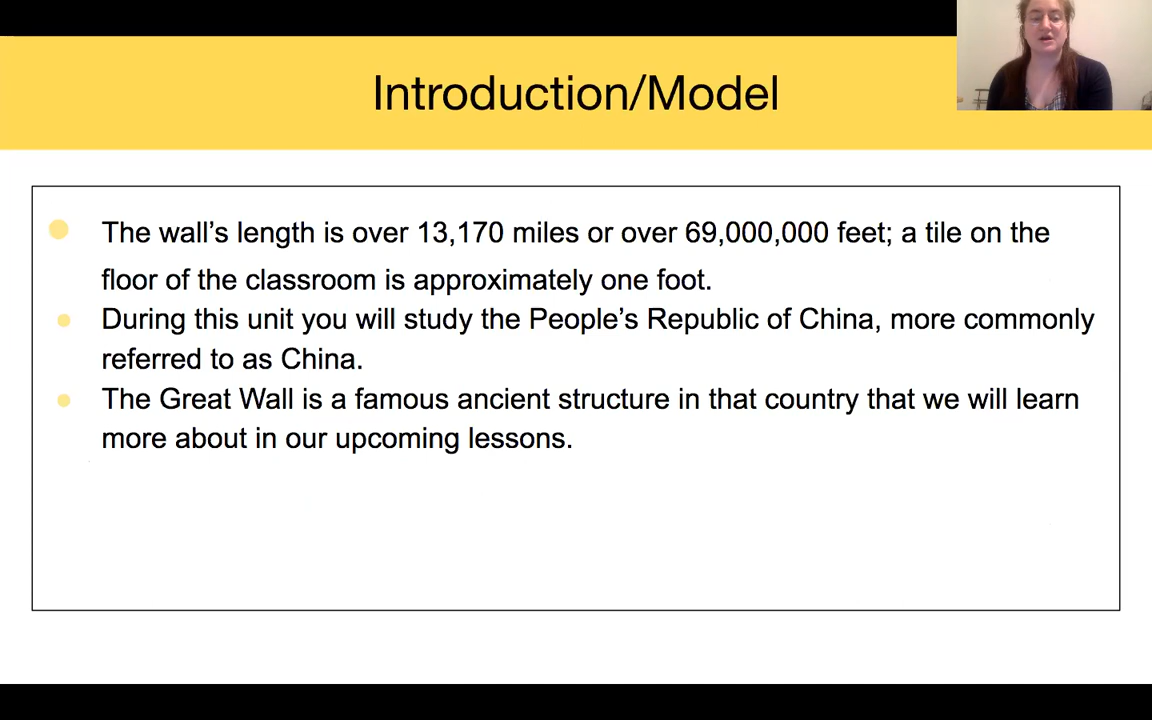 Introduction/Model
The wall’s length is over 13,170 miles or over 69,000,000 feet; a tile on the
floor of the classroom is approximately one foot.
During this unit you will study the People’s Republic of China, more commonly
referred to as China.
The Great Wall is a famous ancient structure in that country that we will learn
more about in our upcoming lessons.